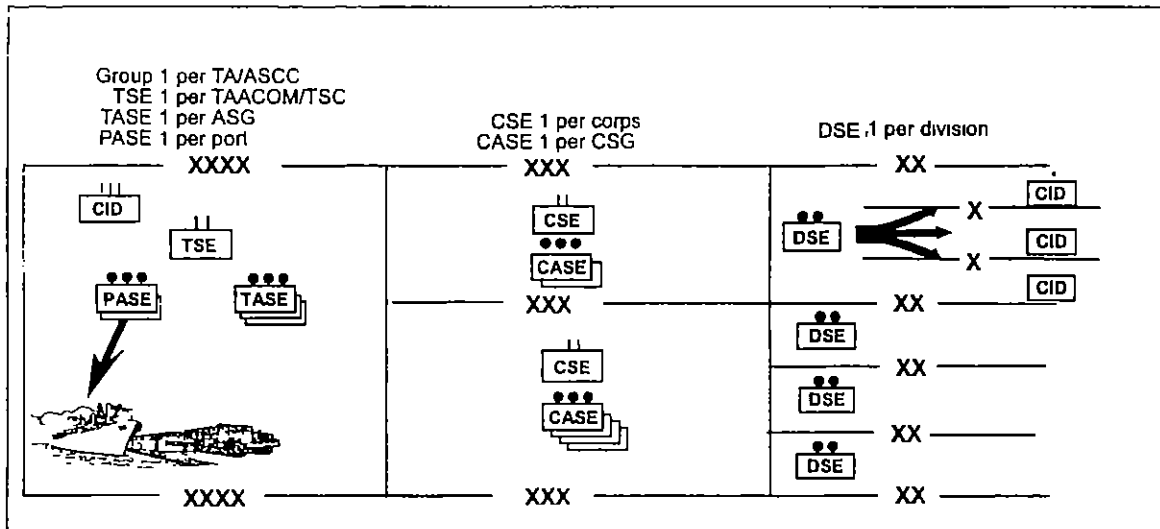 Group 1 per TA/ASCC
TSE 1 per TAACOM/TSC
TASE 1 per ASG
PASE 1 per port
XXXX
CID
TSE
PASE
TASE
XXXX
CSE 1 per corps
CASE 1 per CSG
XXX
CSE
CASE
XXX
CSE
CASE
XXX
DSE 1 per division
XX
CID
X
DSE
CID
X
CID
XX
DSE
XX
DSE
XX
DSE
XX